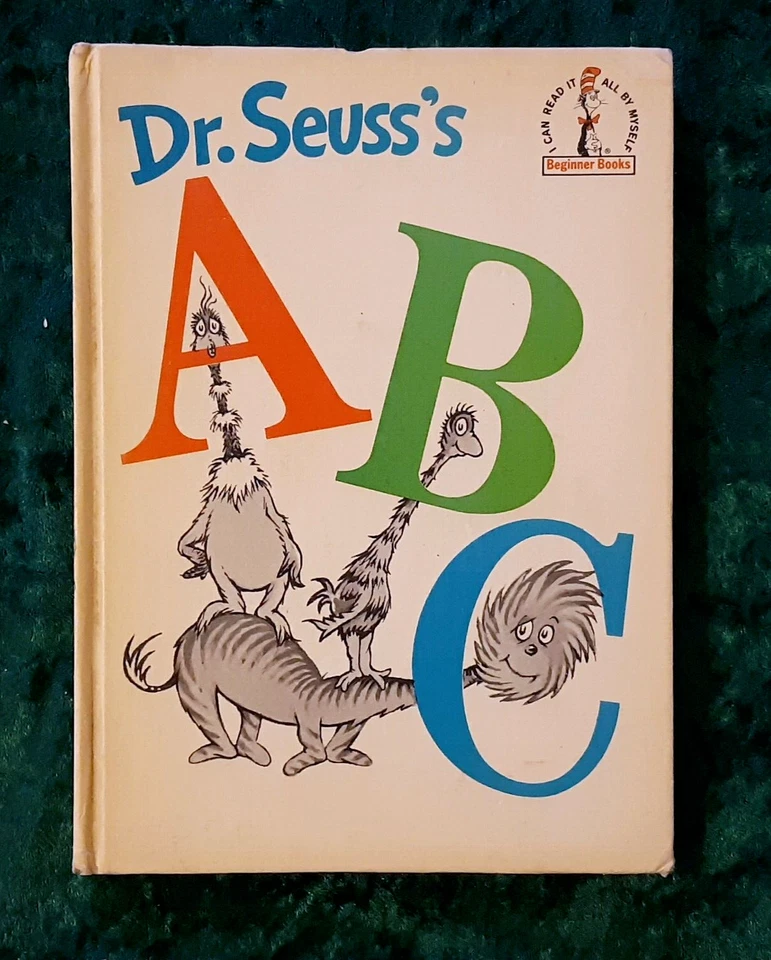 Dr. Seuss's
I CAN READ IT ALL BY MYSELF
®
Beginner Books
A
B
C